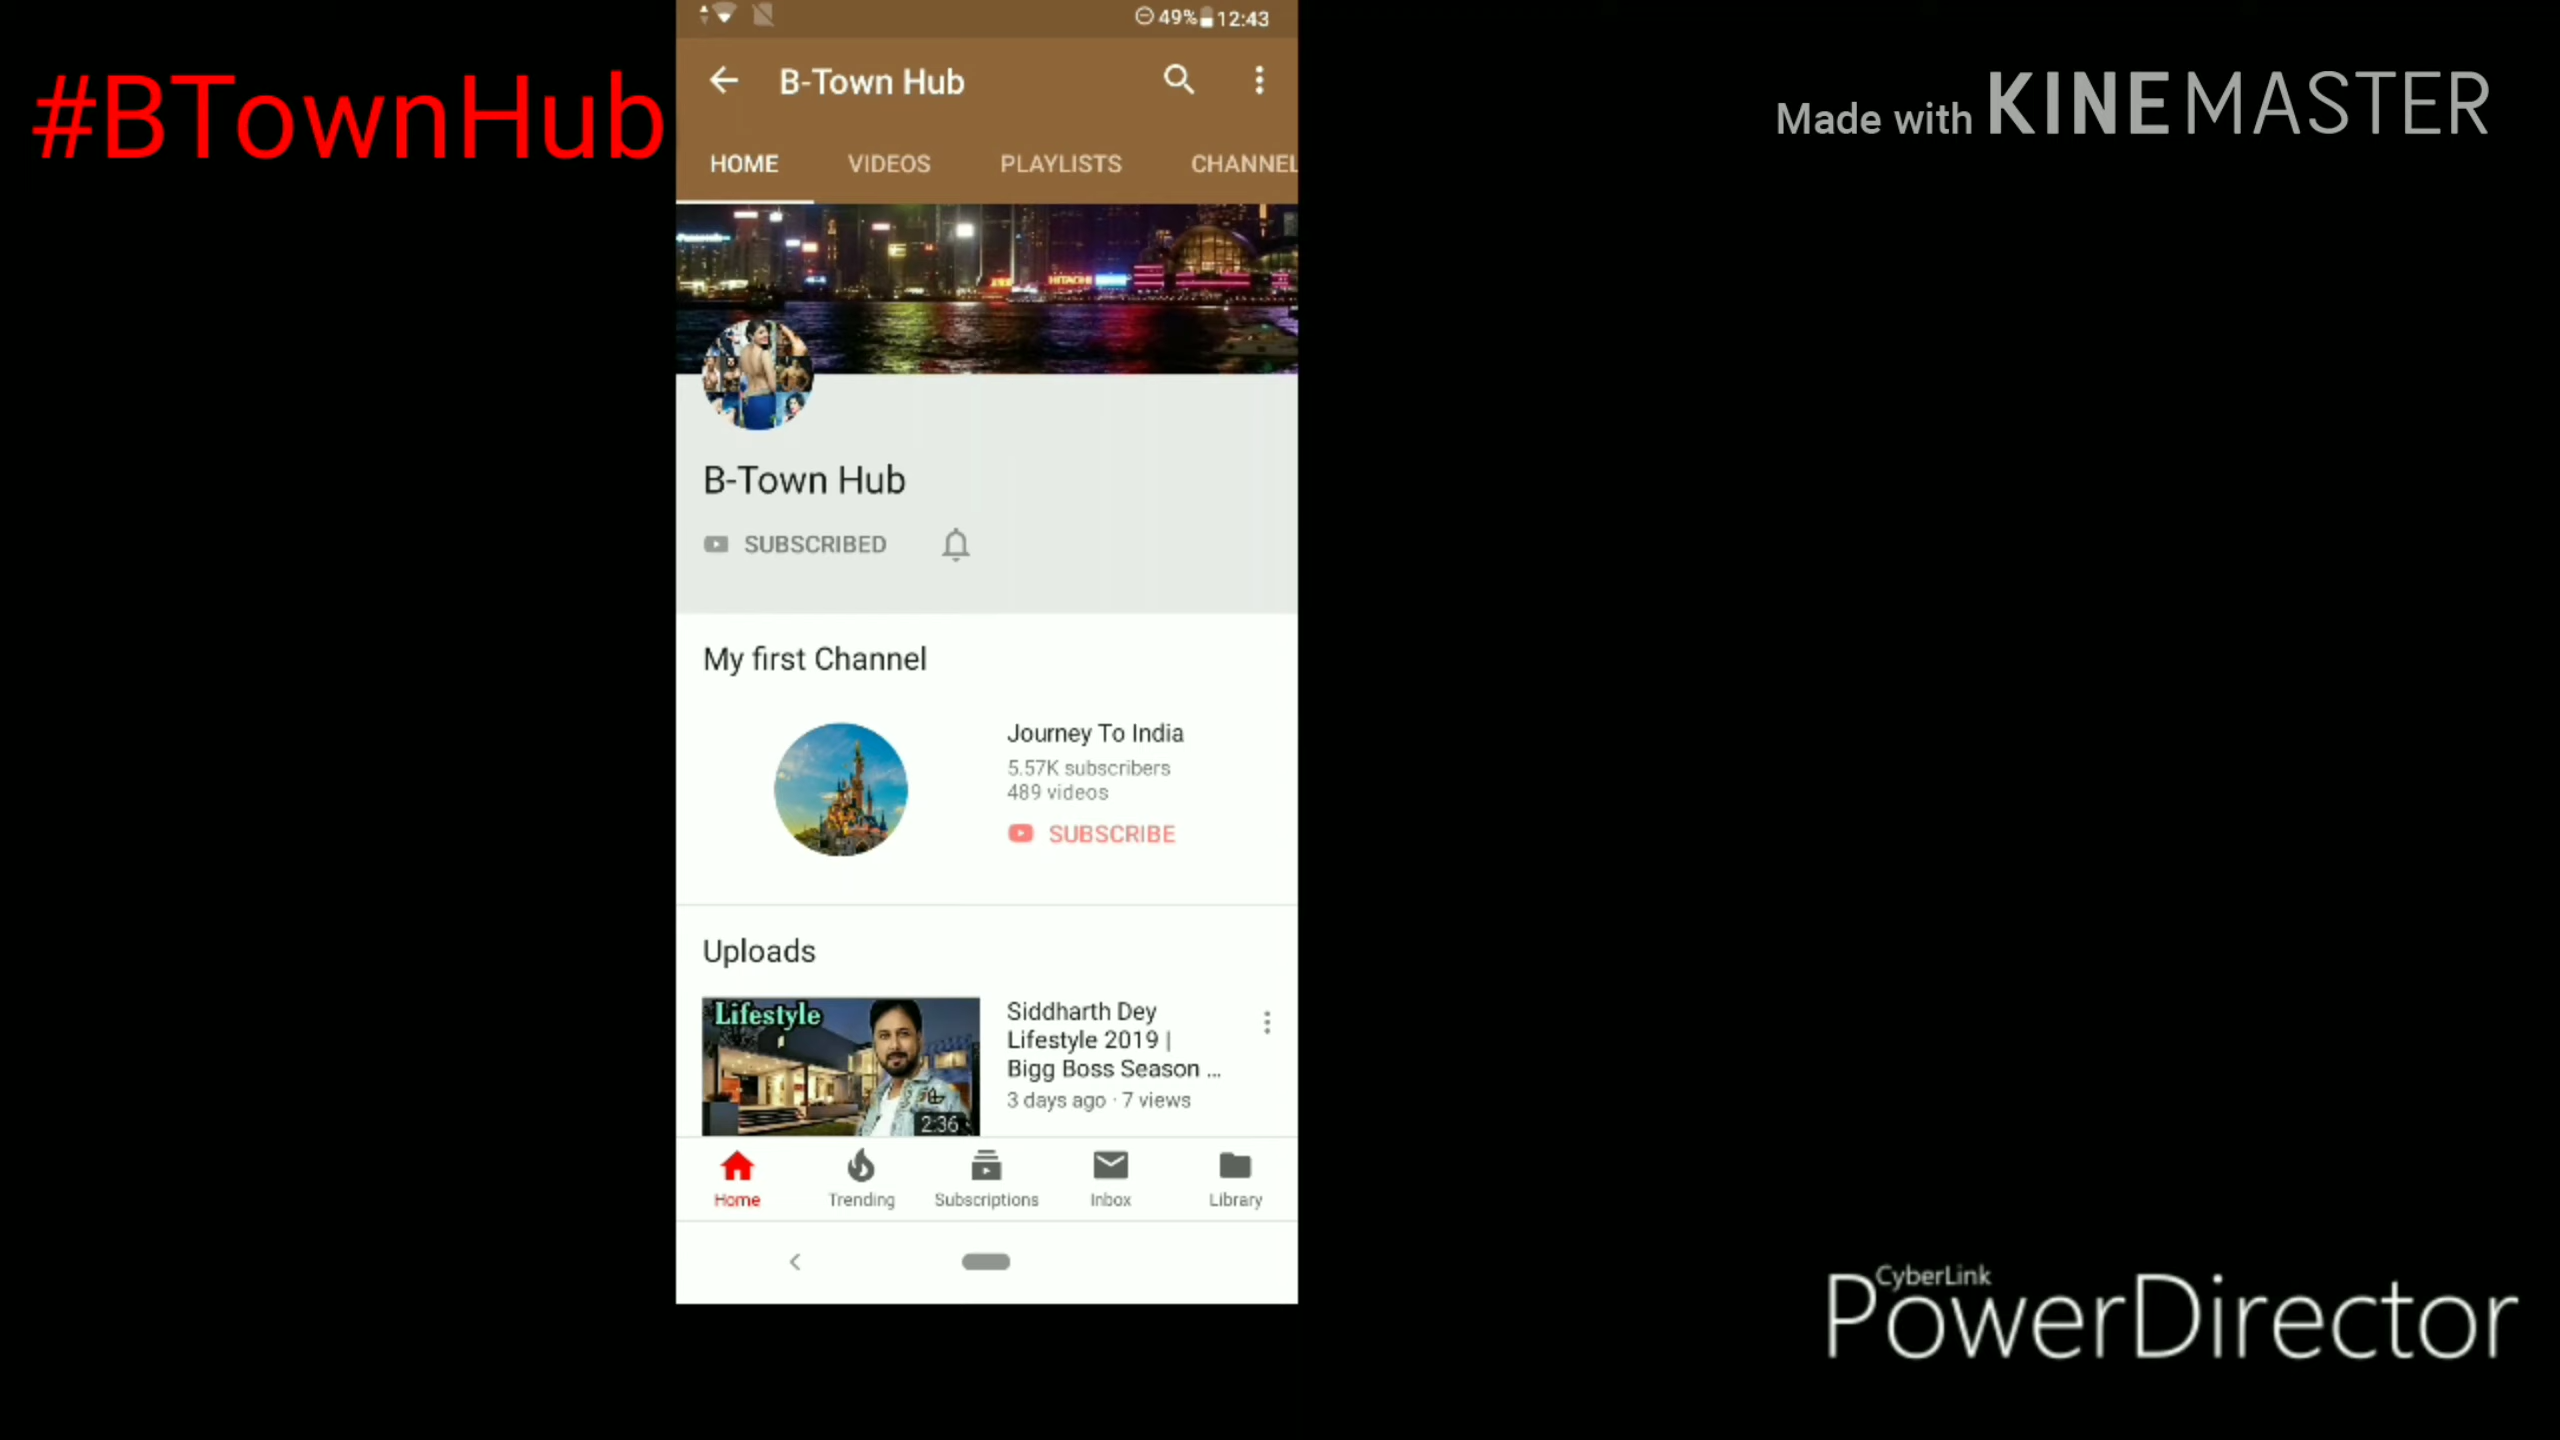 #BTownHub
49% 12:43
B-Town Hub
HOME VIDEOS PLAYLISTS CHANNEL
Panasonic
HITACHI
B-Town Hub
SUBSCRIBED
My first Channel
Journey To India
5.57K subscribers
489 videos
SUBSCRIBE
Uploads
Lifestyle
2:36
Siddharth Dey
Lifestyle 2019 |
Bigg Boss Season ...
3 days ago · 7 views
Home Trending Subscriptions Inbox Library
Made with KINEMASTER
CyberLink
PowerDirector